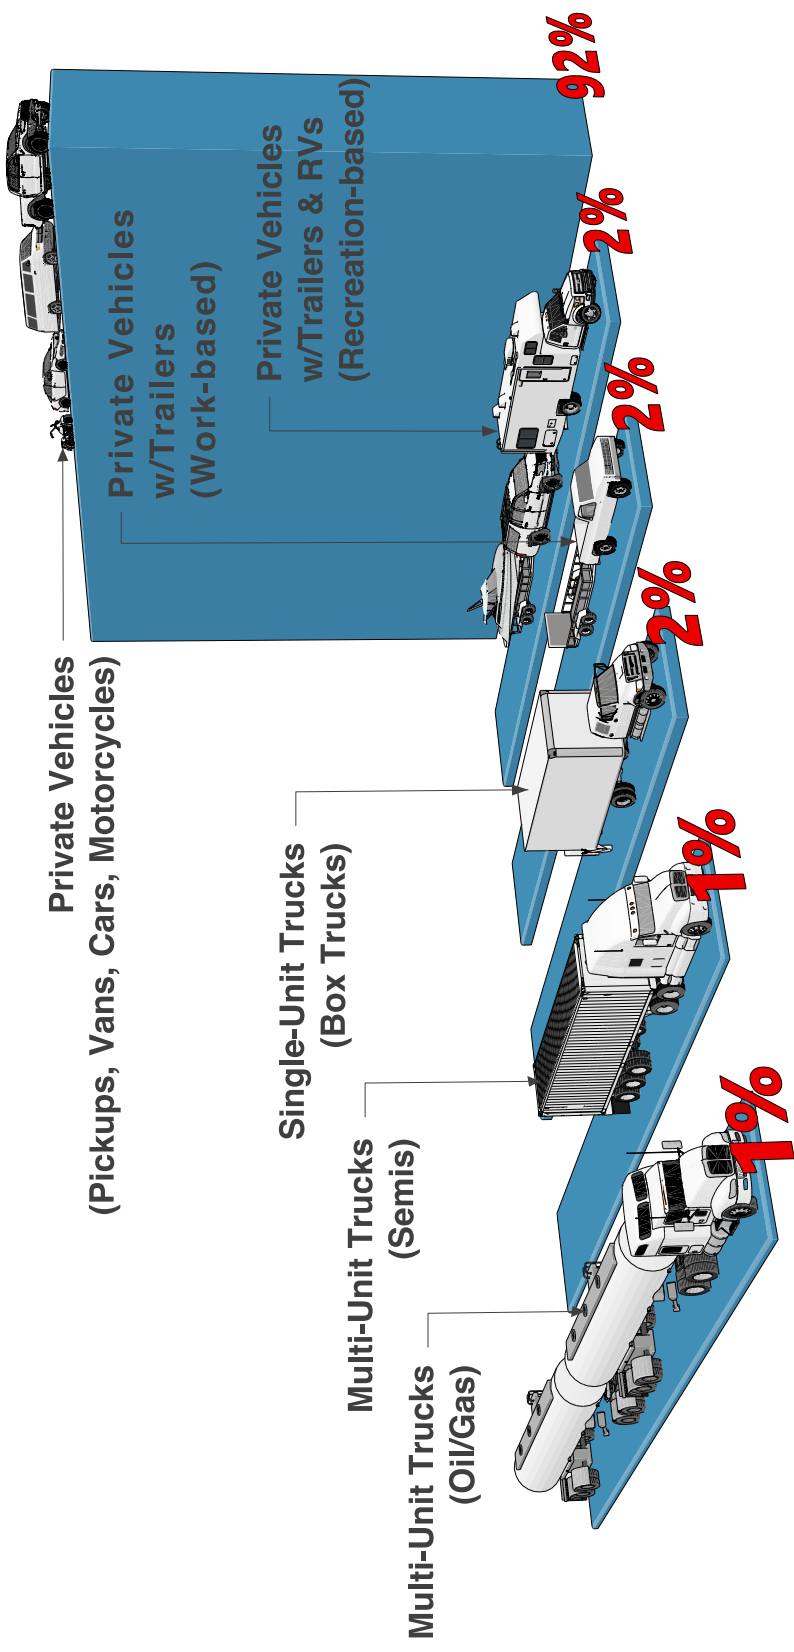 Private Vehicles
(Pickups, Vans, Cars, Motorcycles)
Private Vehicles
w/Trailers
(Work-based)
Private Vehicles
w/Trailers & RVs
(Recreation-based)
Single-Unit Trucks
(Box Trucks)
Multi-Unit Trucks
(Semis)
Multi-Unit Trucks
(Oil/Gas)
1%
1%
2%
2%
2%
92%